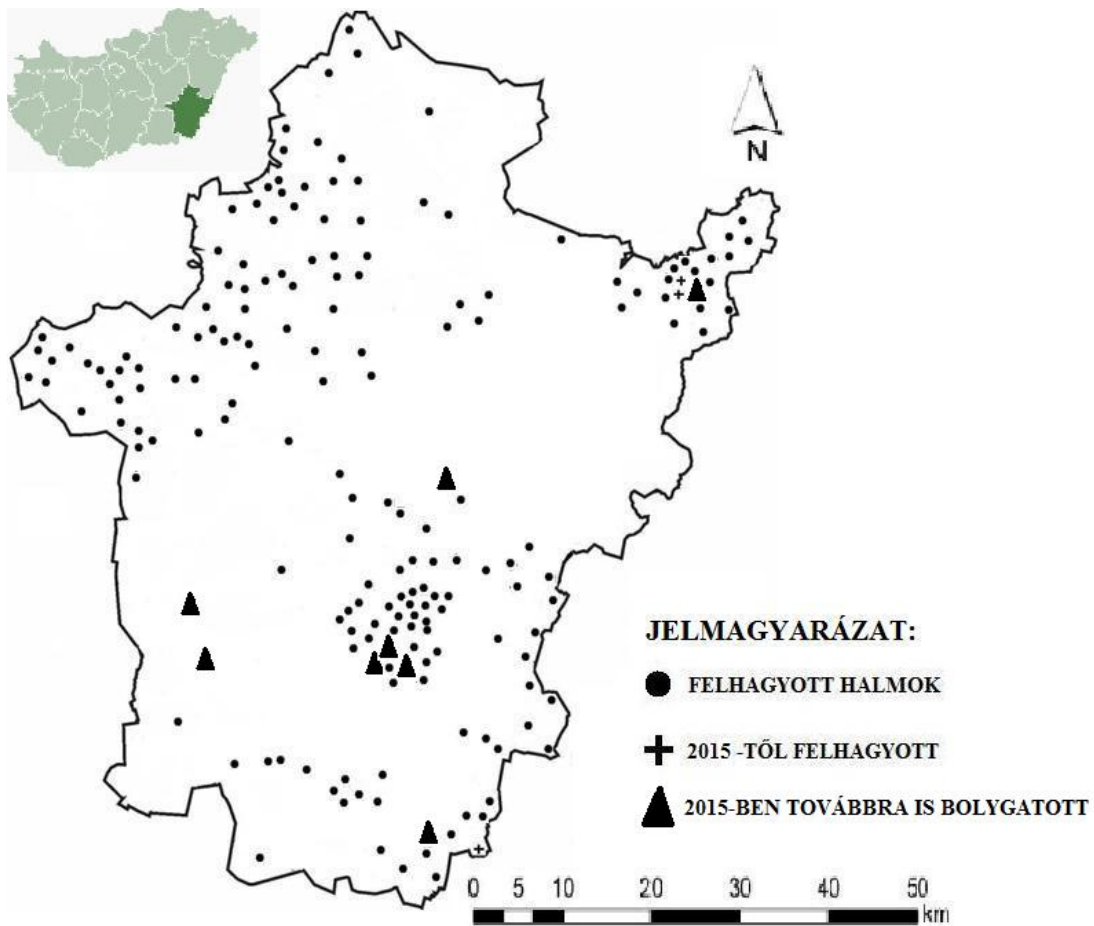 N
JELMAGYARÁZAT:
FELHAGYOTT HALMOK
2015 -TŐL FELHAGYOTT
2015-BEN TOVÁBBRA IS BOLYGATOTT
0 5 10 20 30 40 50
km